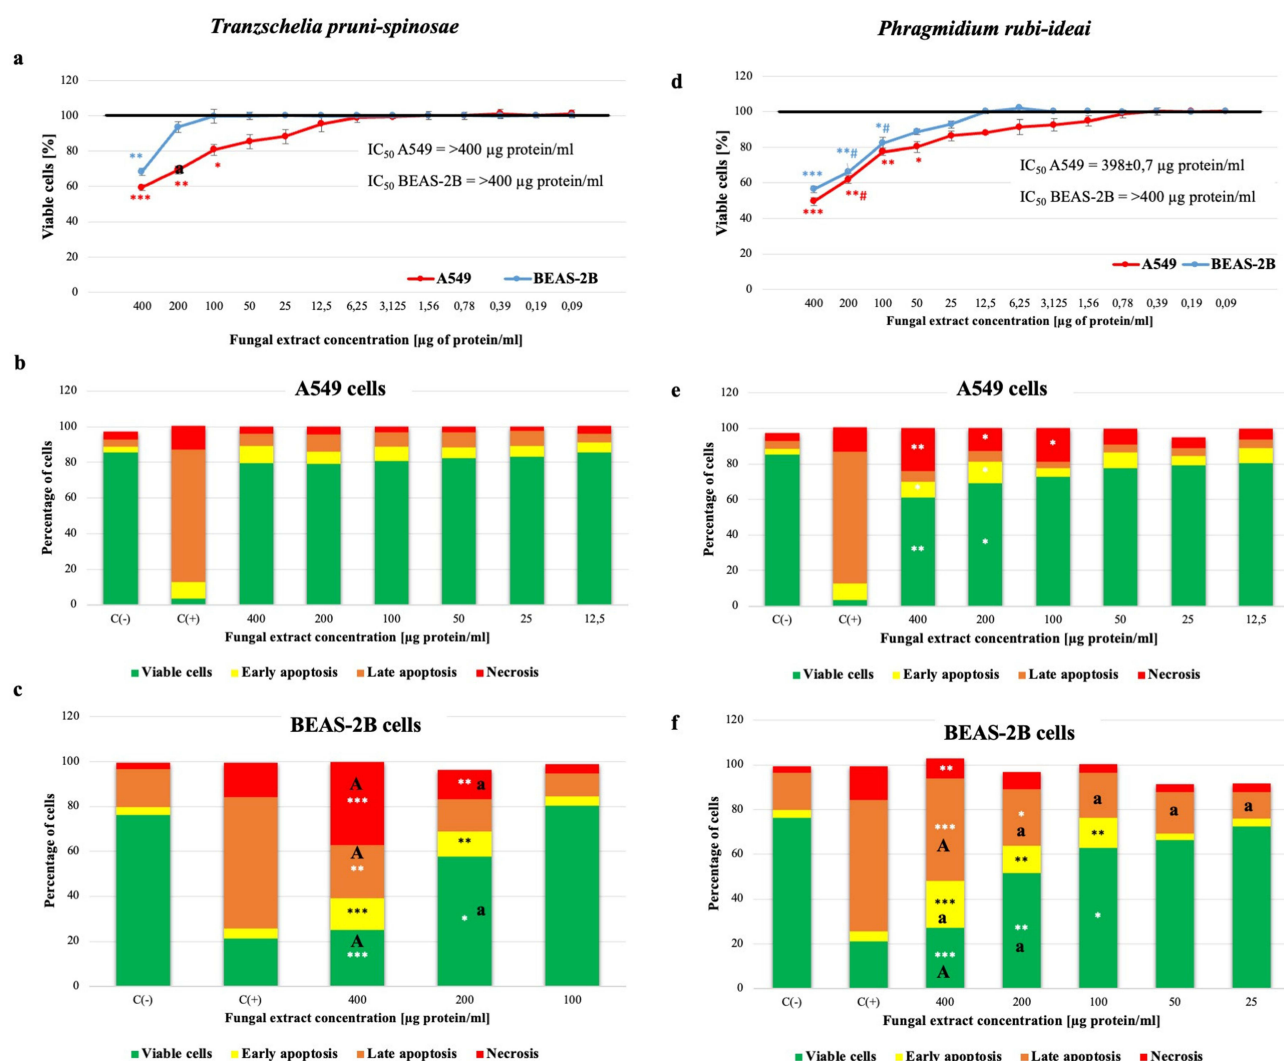 Tranzschelia pruni-spinosae
a
120
100
80
60
40
20
0
Viable cells [%]
**
a
***
**
*
IC50 A549 = >400 µg protein/ml
IC50 BEAS-2B = >400 µg protein/ml
A549 BEAS-2B
400 200 100 50 25 12,5 6,25 3,125 1,56 0,78 0,39 0,19 0,09
Fungal extract concentration [µg of protein/ml]
b
A549 cells
120
100
80
60
40
20
0
Percentage of cells
C(-) C(+) 400 200 100 50 25 12,5
Fungal extract concentration [µg protein/ml]
Viable cells Early apoptosis Late apoptosis Necrosis
c
BEAS-2B cells
120
100
80
60
40
20
0
Percentage of cells
A
***
A
**
***
A
***
** a
**
* a
C(-) C(+) 400 200 100
Fungal extract concentration [µg protein/ml]
Viable cells Early apoptosis Late apoptosis Necrosis
Phragmidium rubi-ideai
d
120
100
80
60
40
20
0
Viable cells [%]
***
**#
*#
***
**#
**
*
IC50 A549 = 398±0,7 µg protein/ml
IC50 BEAS-2B = >400 µg protein/ml
A549 BEAS-2B
400 200 100 50 25 12,5 6,25 3,125 1,56 0,78 0,39 0,19 0,09
Fungal extract concentration [µg of protein/ml]
e
A549 cells
120
100
80
60
40
20
0
Percentage of cells
**
*
**
*
*
*
*
C(-) C(+) 400 200 100 50 25 12,5
Fungal extract concentration [µg protein/ml]
Viable cells Early apoptosis Late apoptosis Necrosis
f
BEAS-2B cells
120
100
80
60
40
20
0
Percentage of cells
**
***
A
***
a
***
A
*
a
**
**
a
a
**
*
a
a
C(-) C(+) 400 200 100 50 25
Fungal extract concentration [µg protein/ml]
Viable cells Early apoptosis Late apoptosis Necrosis